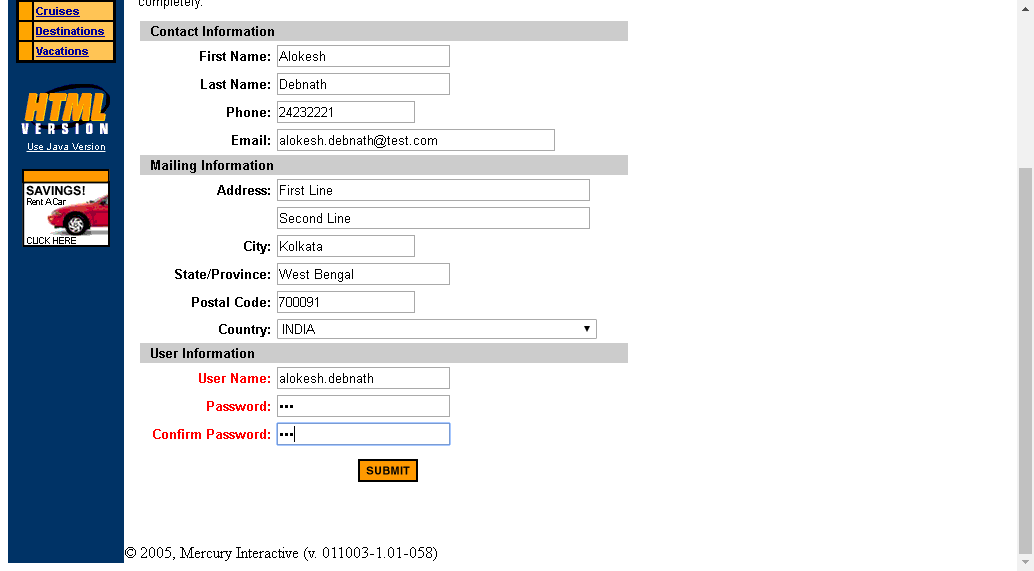 completely.
Cruises
Destinations
Vacations
HTML
VERSION
Use Java Version
SAVINGS!
Rent A Car
CLICK HERE
Contact Information
First Name: Alokesh
Last Name: Debnath
Phone: 24232221
Email: alokesh.debnath@test.com
Mailing Information
Address: First Line
Second Line
City: Kolkata
State/Province: West Bengal
Postal Code: 700091
Country: INDIA
User Information
User Name: alokesh.debnath
Password: •••
Confirm Password: •••
SUBMIT
© 2005, Mercury Interactive (v. 011003-1.01-058)